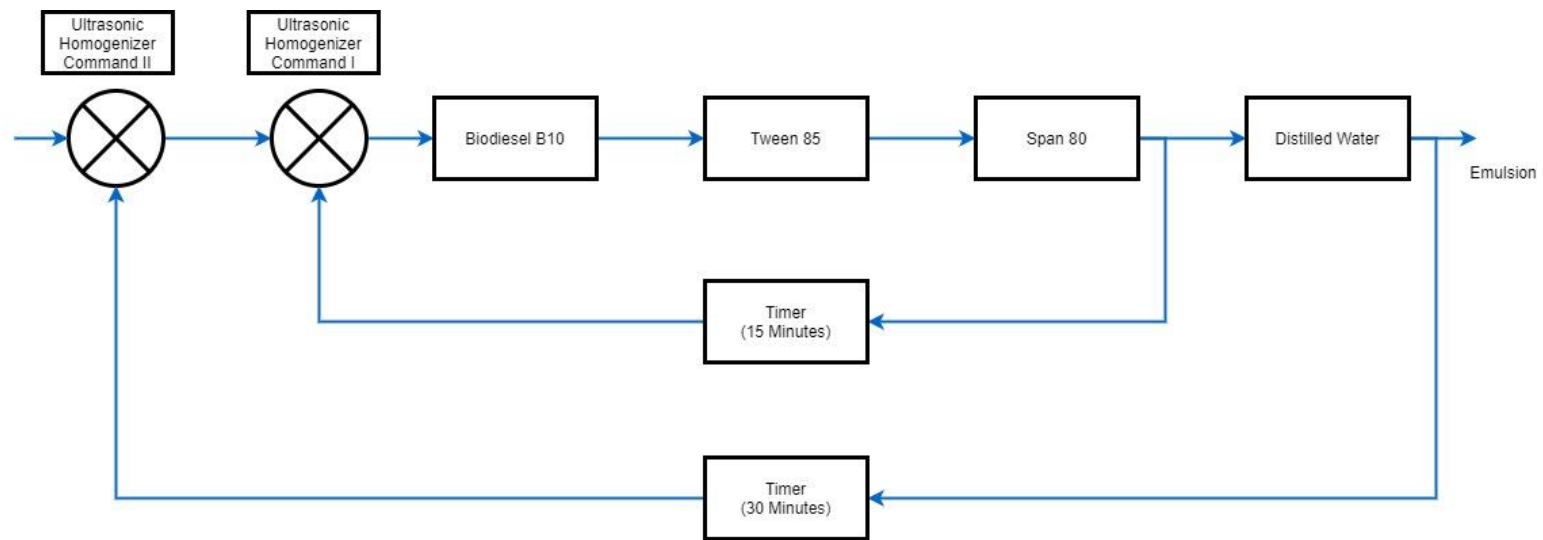 Ultrasonic
Homogenizer
Command II
Ultrasonic
Homogenizer
Command I
Biodiesel B10
Tween 85
Span 80
Distilled Water
Emulsion
Timer
(15 Minutes)
Timer
(30 Minutes)